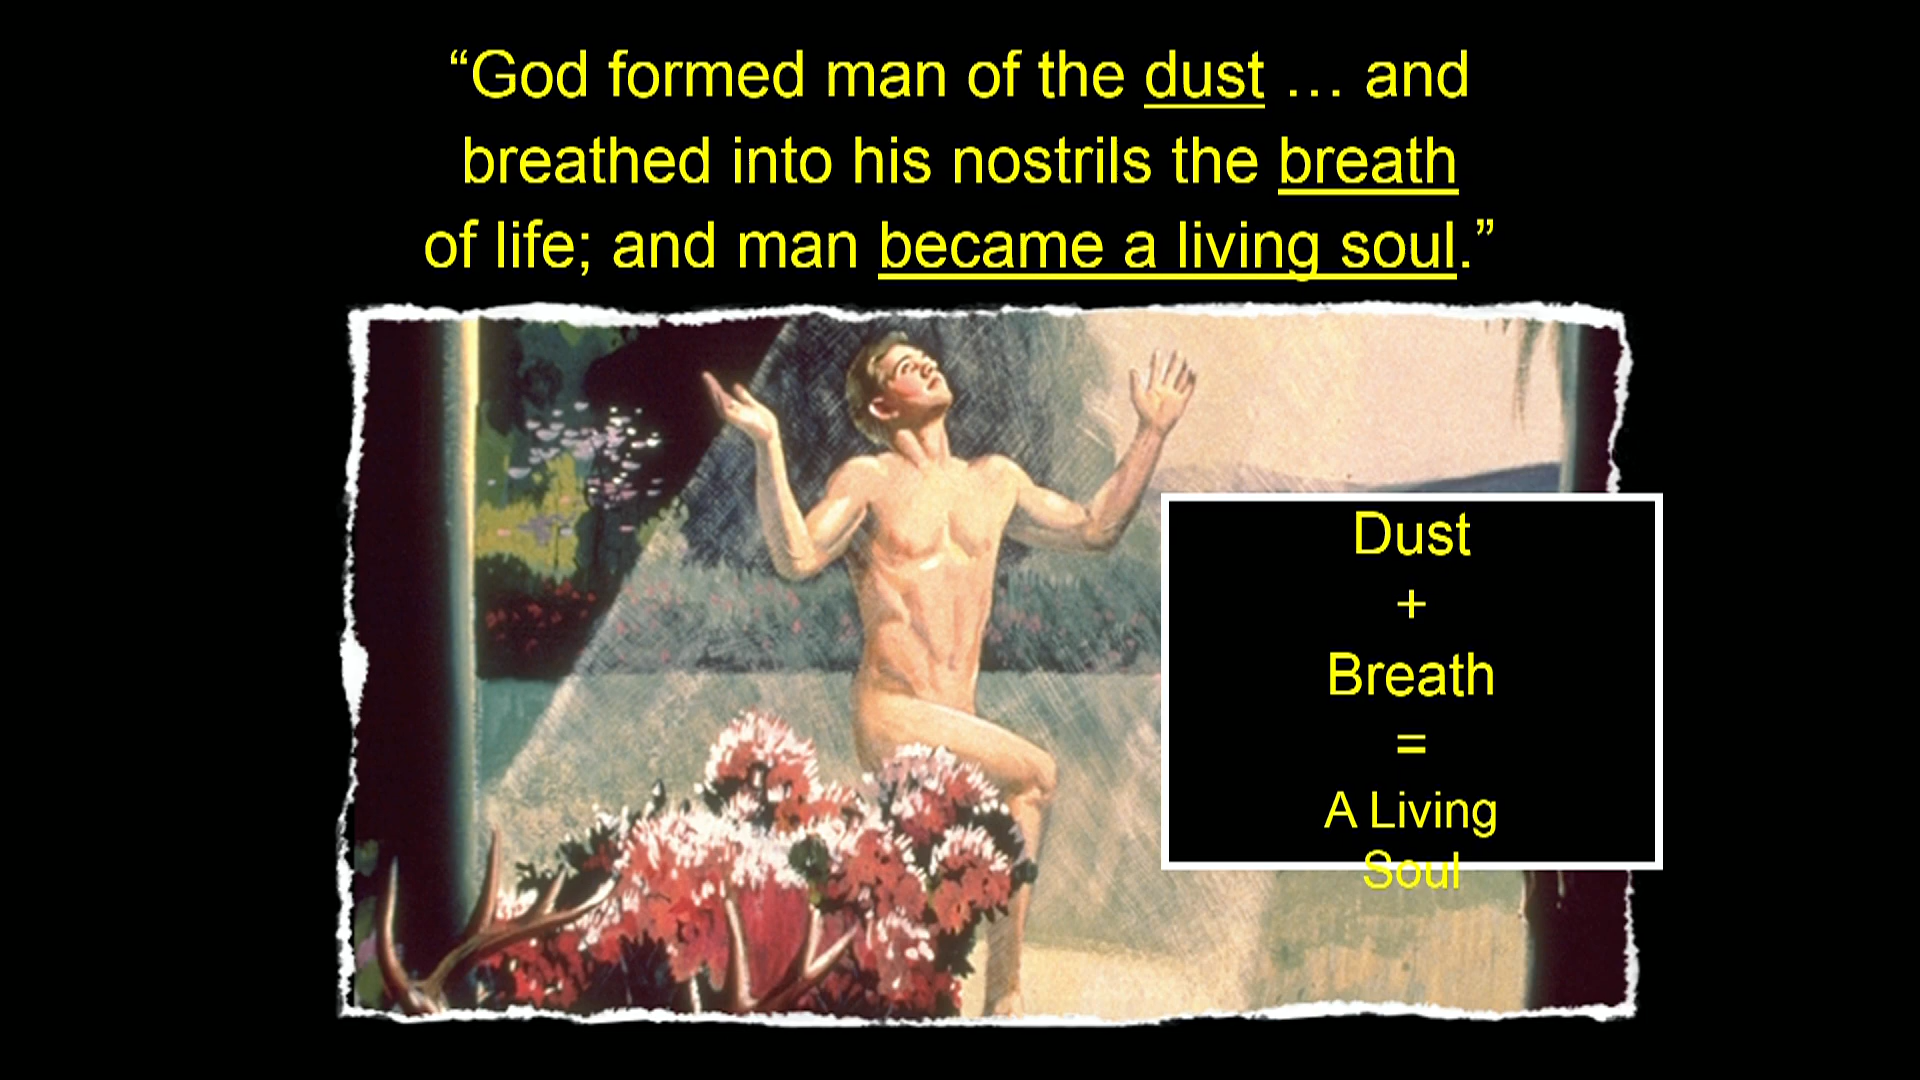 “God formed man of the dust … and
breathed into his nostrils the breath
of life; and man became a living soul.”
Dust
+
Breath
=
A Living
Soul